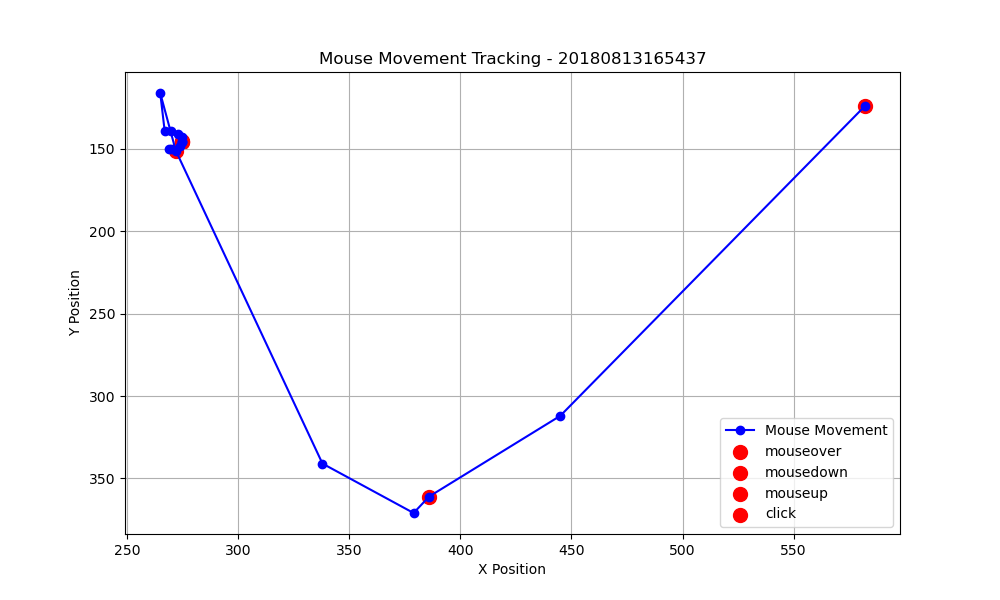 Mouse Movement Tracking - 20180813165437
150
200
250
300
350
Y Position
250
300
350
400
450
500
550
X Position
Mouse Movement
mouseover
mousedown
mouseup
click